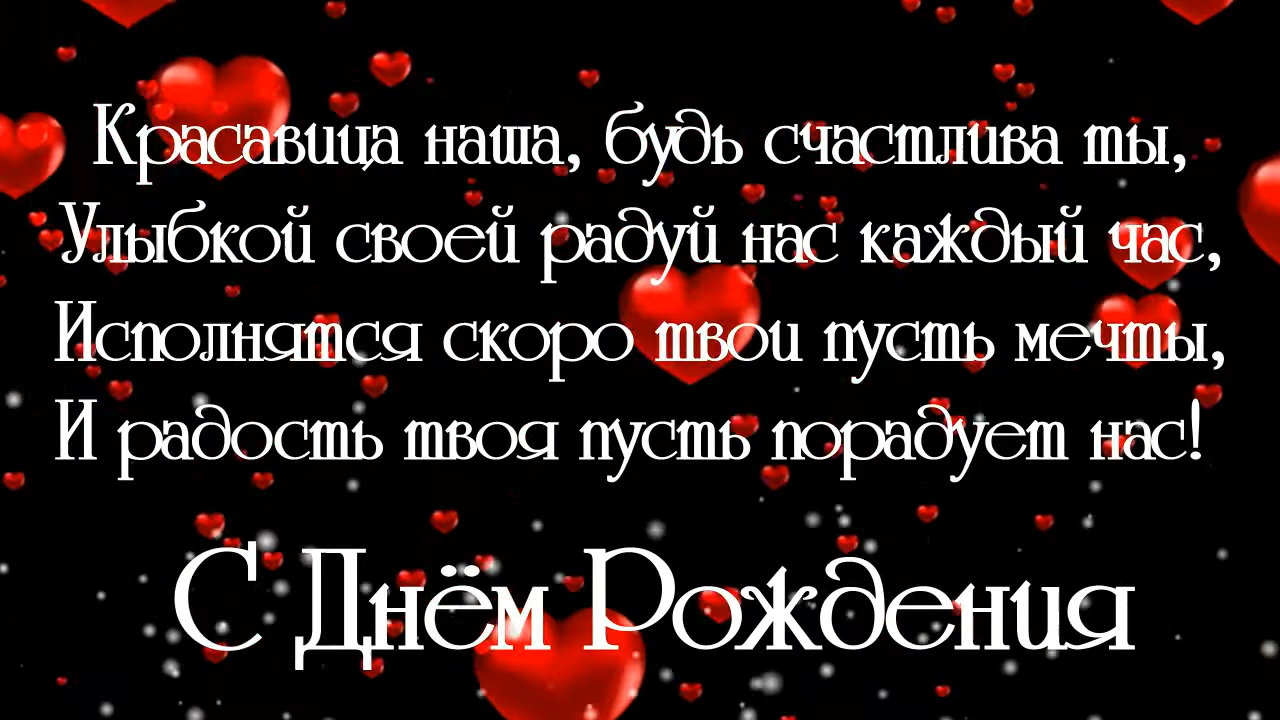 Красавица наша, будь счастлива ты,
Улыбкой своей радуй нас каждый час,
Исполнятся скоро твои пусть мечты,
И радость твоя пусть порадует нас!
С Днём Рождения